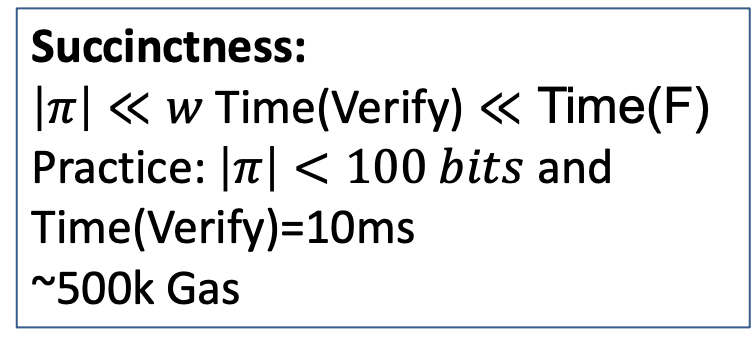 Succinctness:
|𝜋| ≪ 𝑤 Time(Verify) ≪ Time(F)
Practice: |𝜋| < 100 𝑏𝑖𝑡𝑠 and
Time(Verify)=10ms
~500k Gas